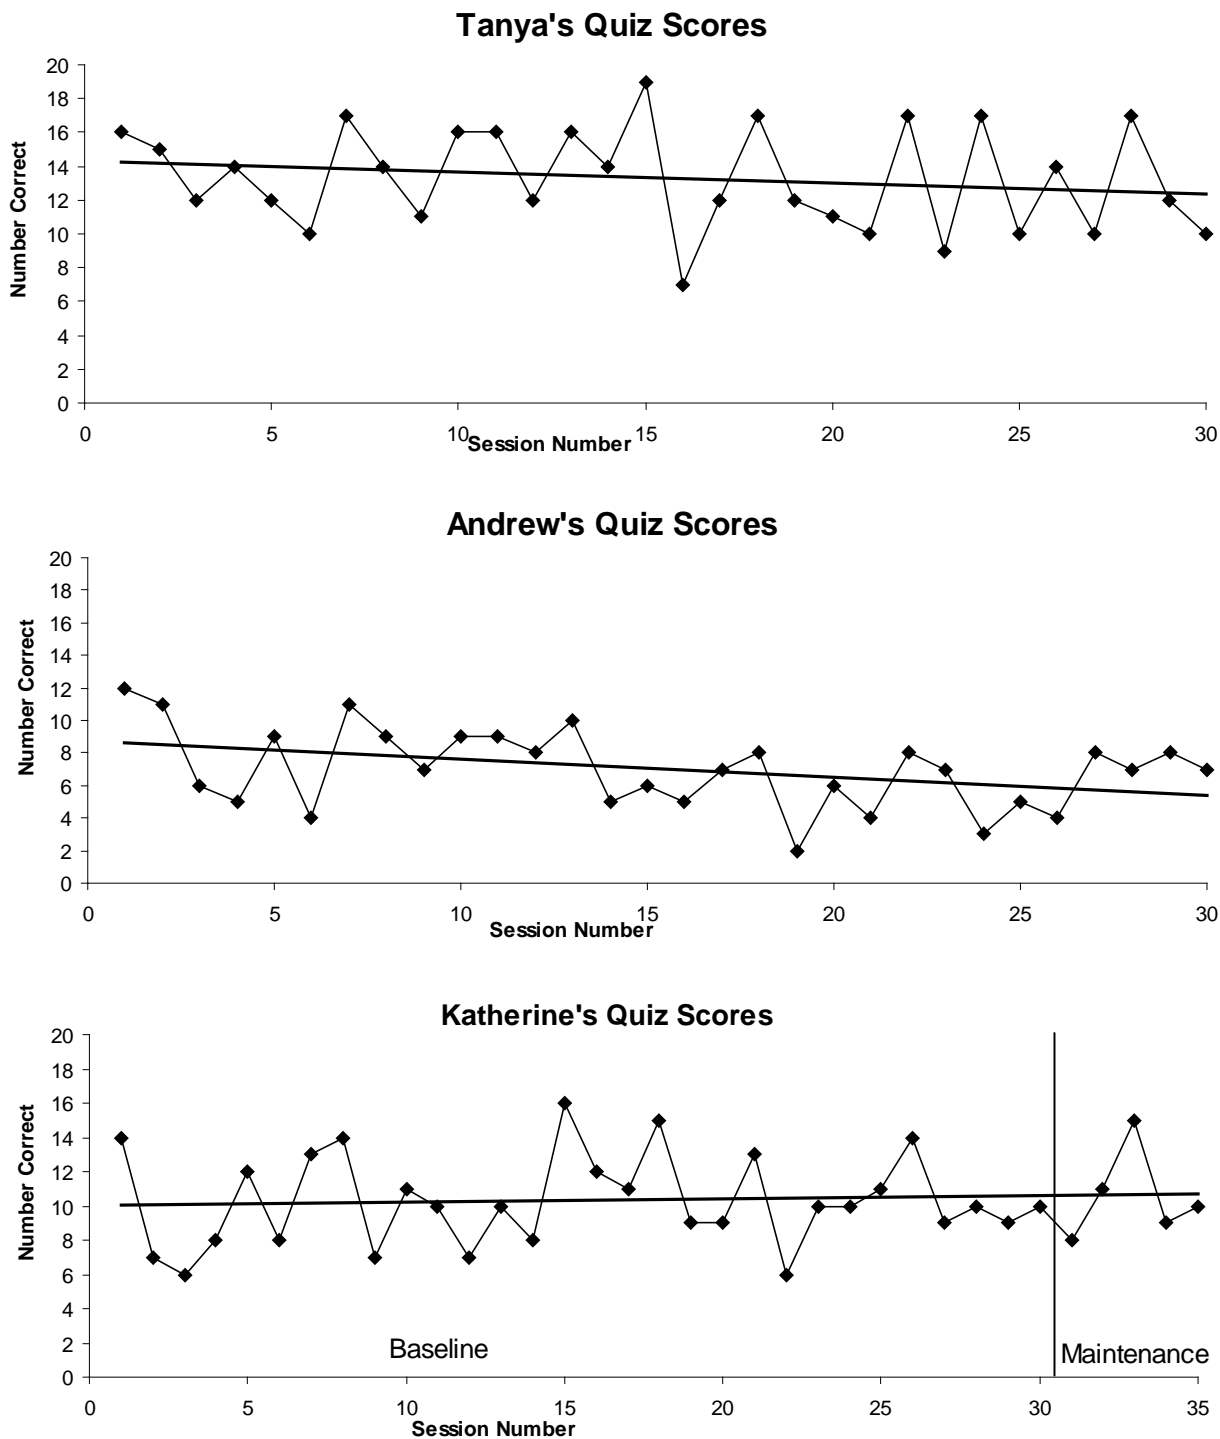 Tanya's Quiz Scores
20
18
16
14
12
10
8
6
4
2
0
Number Correct
0 5 10 15 20 25 30
Session Number
Andrew's Quiz Scores
20
18
16
14
12
10
8
6
4
2
0
Number Correct
0 5 10 15 20 25 30
Session Number
Katherine's Quiz Scores
20
18
16
14
12
10
8
6
4
2
0
Number Correct
Baseline
Maintenance
0 5 10 15 20 25 30 35
Session Number